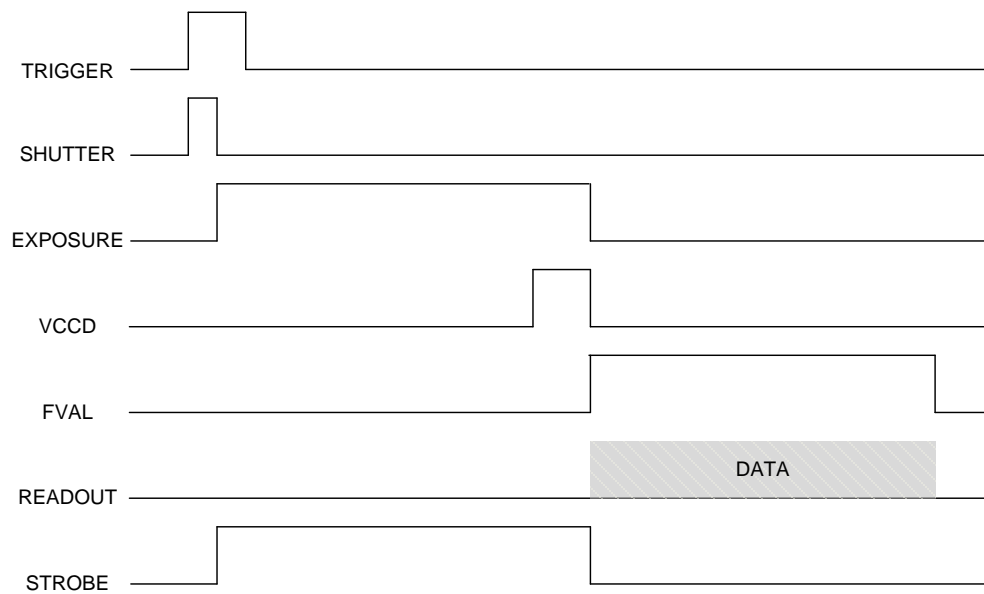 TRIGGER
SHUTTER
EXPOSURE
VCCD
FVAL
DATA
READOUT
STROBE